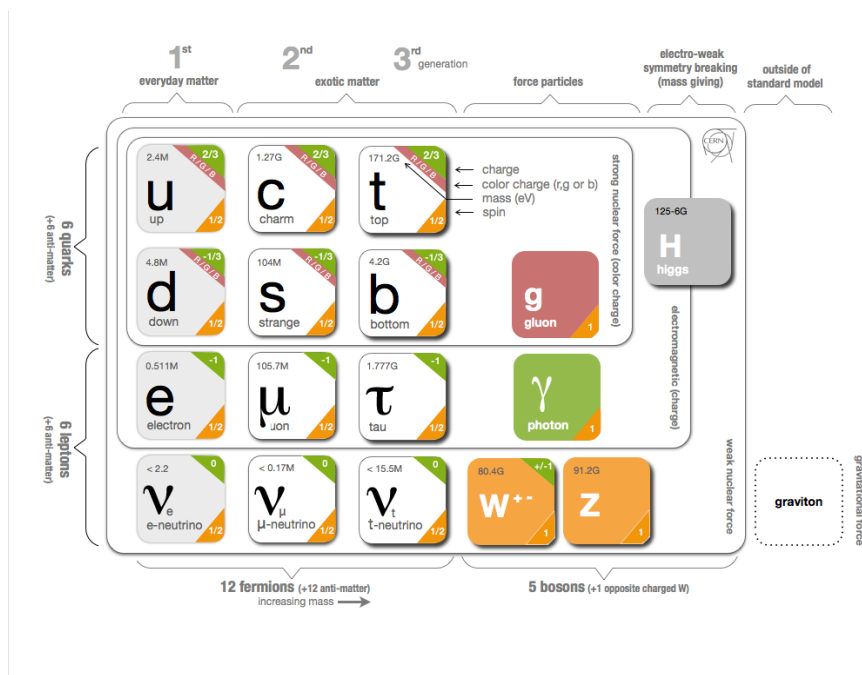 1st
2nd
3rd generation
everyday matter
exotic matter
force particles
electro-weak
symmetry breaking
(mass giving)
outside of
standard model
CERN
6 quarks
(+6 anti-matter)
2.4M
2/3
R/G/B
u
up
1/2
1.27G
2/3
R/G/B
c
charm
1/2
171.2G
2/3
R/G/B
t
top
1/2
charge
color charge (r,g or b)
mass (eV)
spin
strong nuclear force (color charge)
125-6G
H
higgs
4.8M
-1/3
R/G/B
d
down
1/2
104M
-1/3
R/G/B
s
strange
1/2
4.2G
-1/3
R/G/B
b
bottom
1/2
g
gluon
1
electromagnetic (charge)
6 leptons
(+6 anti-matter)
0.511M
-1
e
electron
1/2
105.7M
-1
μ
uon
1/2
1.777G
-1
τ
tau
1/2
γ
photon
1
weak nuclear force
< 2.2
0
νe
e-neutrino
1/2
< 0.17M
0
νμ
μ-neutrino
1/2
< 15.5M
0
νt
t-neutrino
1/2
80.4G
+/-1
W+-
1
91.2G
Z
1
graviton
gravitational force
12 fermions (+12 anti-matter)
increasing mass
5 bosons (+1 opposite charged W)